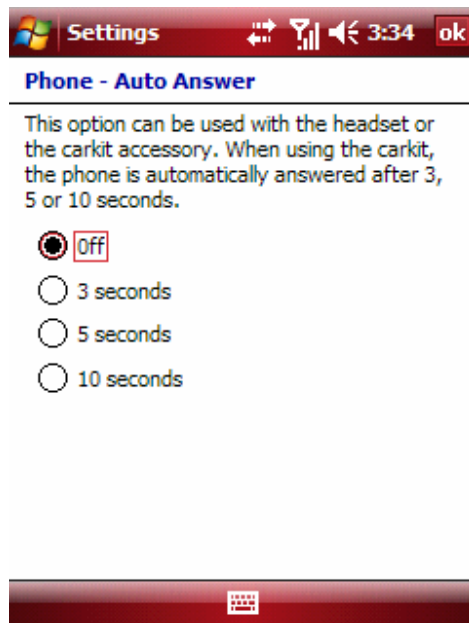 Settings 3:34 ok
Phone - Auto Answer
This option can be used with the headset or
the carkit accessory. When using the carkit,
the phone is automatically answered after 3,
5 or 10 seconds.
Off
3 seconds
5 seconds
10 seconds